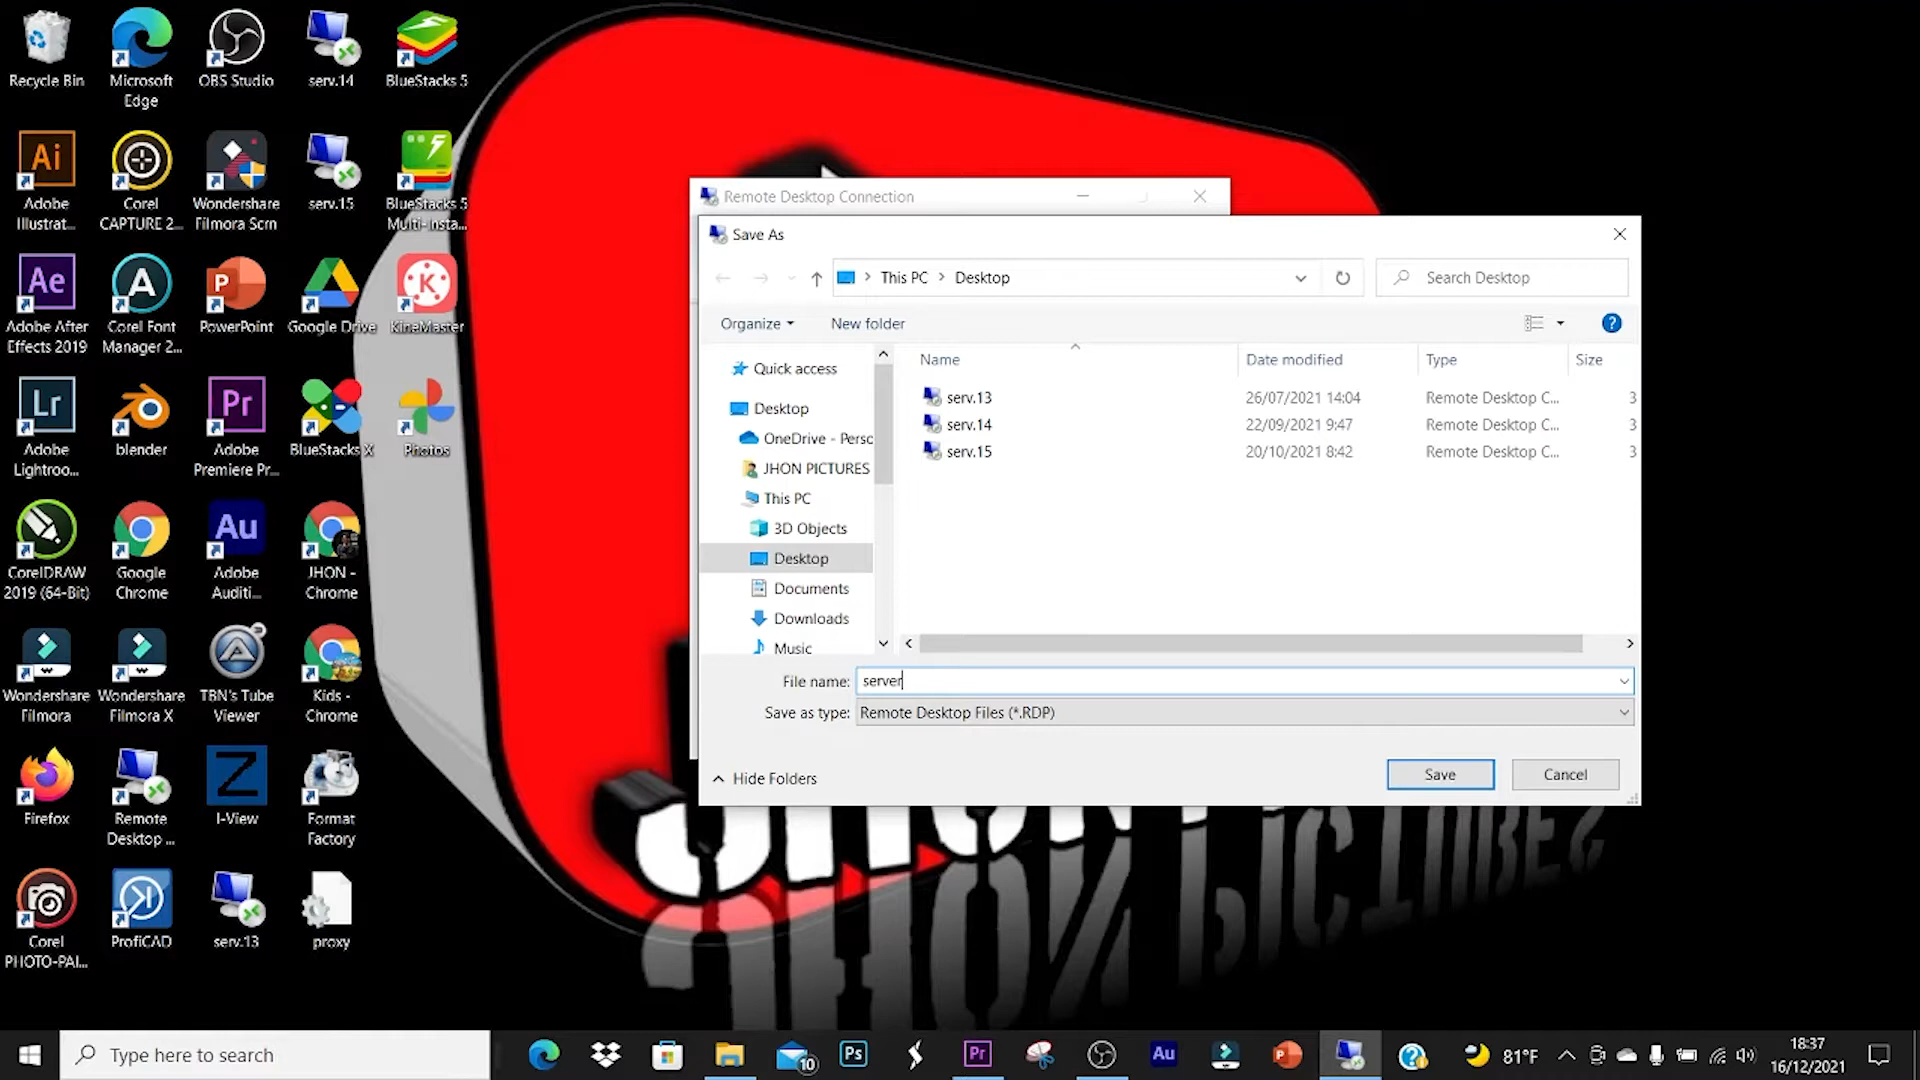 Recycle Bin
Microsoft
Edge
OBS Studio
serv.14
BlueStacks 5
Adobe
Illustrat...
Corel
CAPTURE 2...
Wondershare
Filmora Scrn
serv.15
BlueStacks 5
Multi-Insta...
Adobe After
Effects 2019
Corel Font
Manager 2...
PowerPoint
Google Drive
KineMaster
Adobe
Lightroo...
blender
Adobe
Premiere Pr...
BlueStacks X
Photos
CorelDRAW
2019 (64-Bit)
Google
Chrome
Adobe
Auditi...
JHON -
Chrome
Wondershare
Filmora
Wondershare
Filmora X
TBN's Tube
Viewer
Kids -
Chrome
Firefox
Remote
Desktop ...
I-View
Format
Factory
Corel
PHOTO-PAI...
ProfiCAD
serv.13
proxy
Remote Desktop Connection
Save As
This PC > Desktop
Search Desktop
Organize
New folder
Quick access
Desktop
OneDrive - Persc
JHON PICTURES
This PC
3D Objects
Desktop
Documents
Downloads
Music
Name Date modified Type Size
serv.13 26/07/2021 14:04 Remote Desktop C... 3
serv.14 22/09/2021 9:47 Remote Desktop C... 3
serv.15 20/10/2021 8:42 Remote Desktop C... 3
File name: server
Save as type: Remote Desktop Files (*.RDP)
Hide Folders
Save
Cancel
Type here to search
10
81°F
18:37
16/12/2021